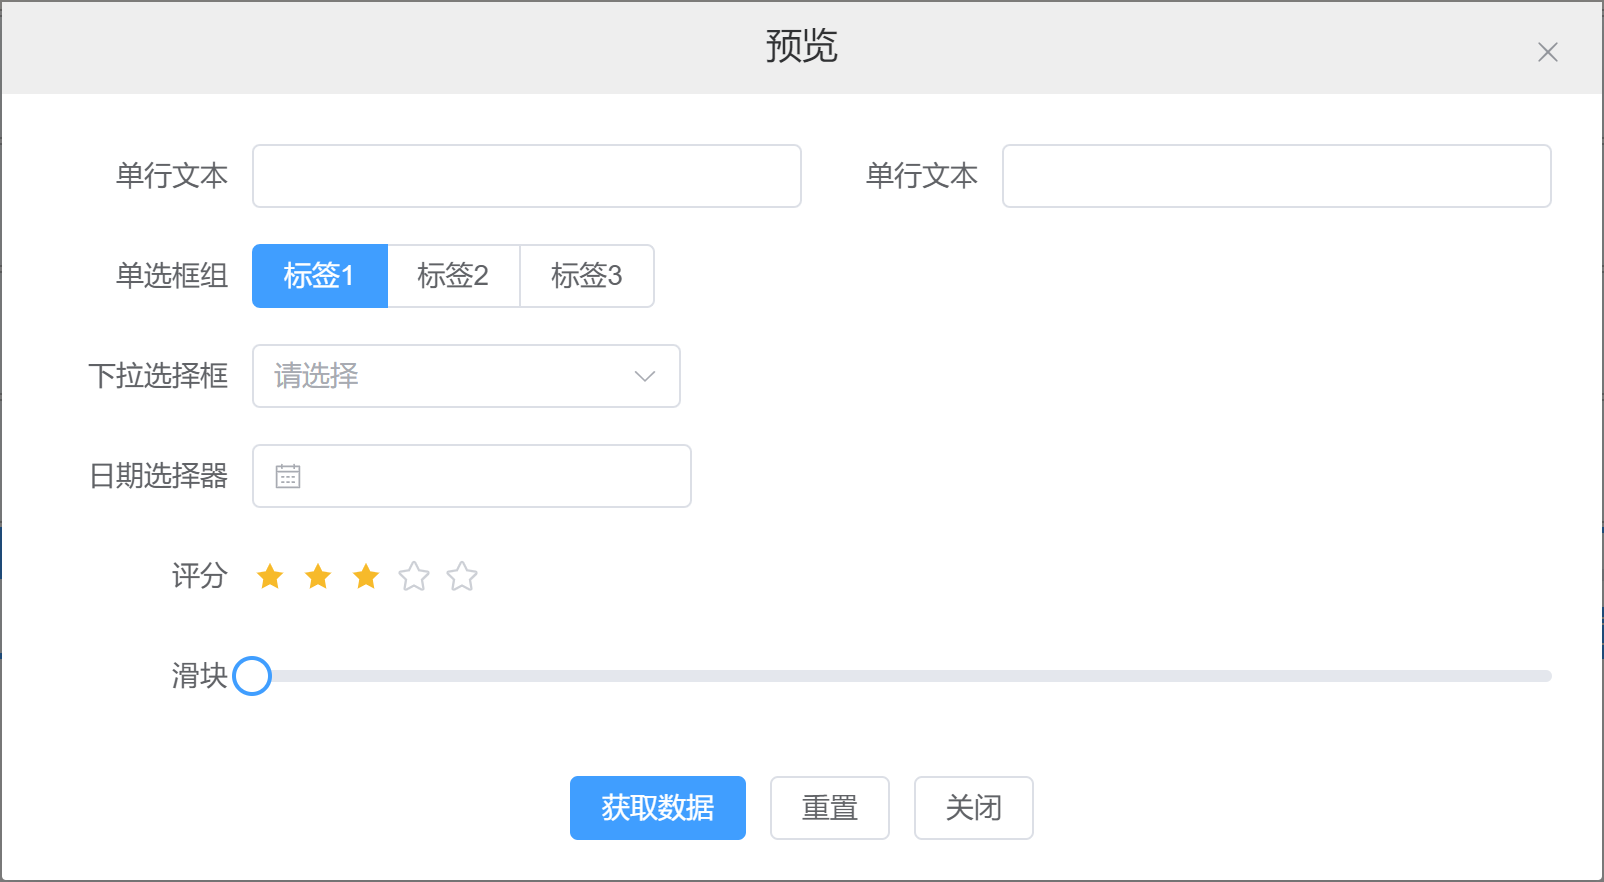 预览
单行文本 单行文本
单选框组 标签1 标签2 标签3
下拉选择框 请选择
日期选择器
评分
滑块
获取数据 重置 关闭